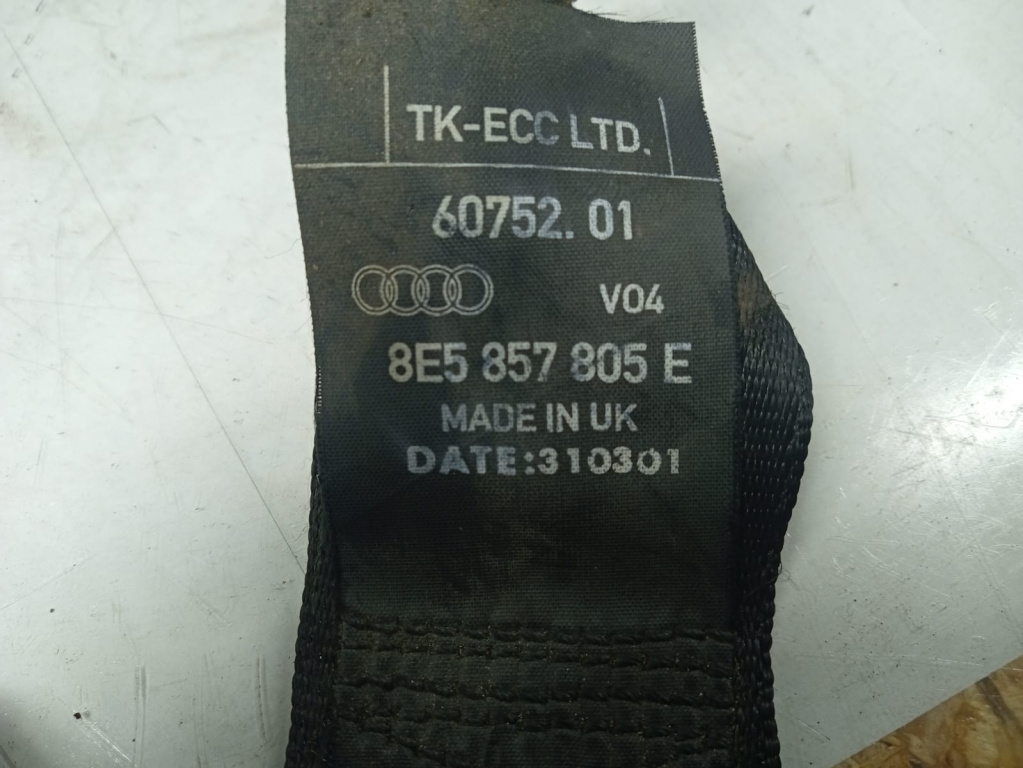 TK-ECC LTD.
60752.01
V04
8E5 857 805 E
MADE IN UK
DATE:310301